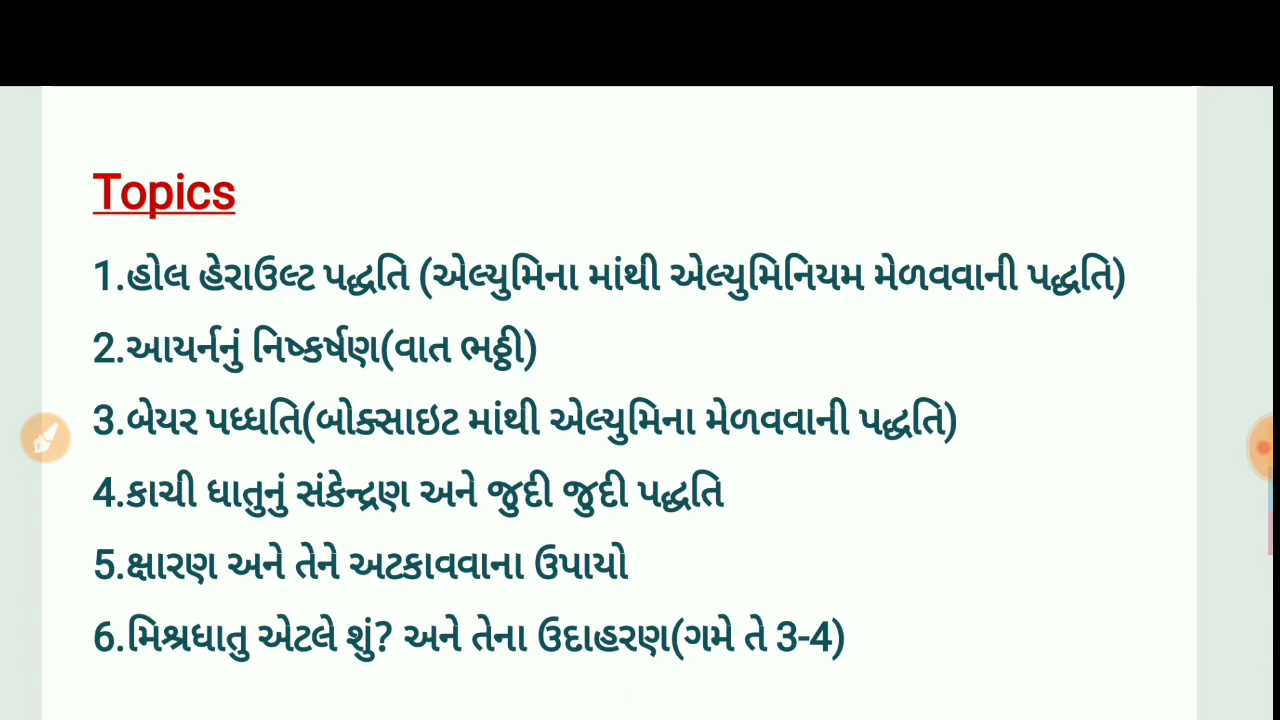 Topics
1.હોલ હેરાઉલ્ટ પદ્ધતિ (એલ્યુમિના માંથી એલ્યુમિનિયમ મેળવવાની પદ્ધતિ)
2.આયર્નનું નિષ્કર્ષણ(વાત ભઠ્ઠી)
3.બેયર પધ્ધતિ(બોક્સાઇટ માંથી એલ્યુમિના મેળવવાની પદ્ધતિ)
4.કાચી ધાતુનું સંકેન્દ્રણ અને જુદી જુદી પદ્ધતિ
5.ક્ષારણ અને તેને અટકાવવાના ઉપાયો
6.મિશ્રધાતુ એટલે શું? અને તેના ઉદાહરણ(ગમે તે 3-4)